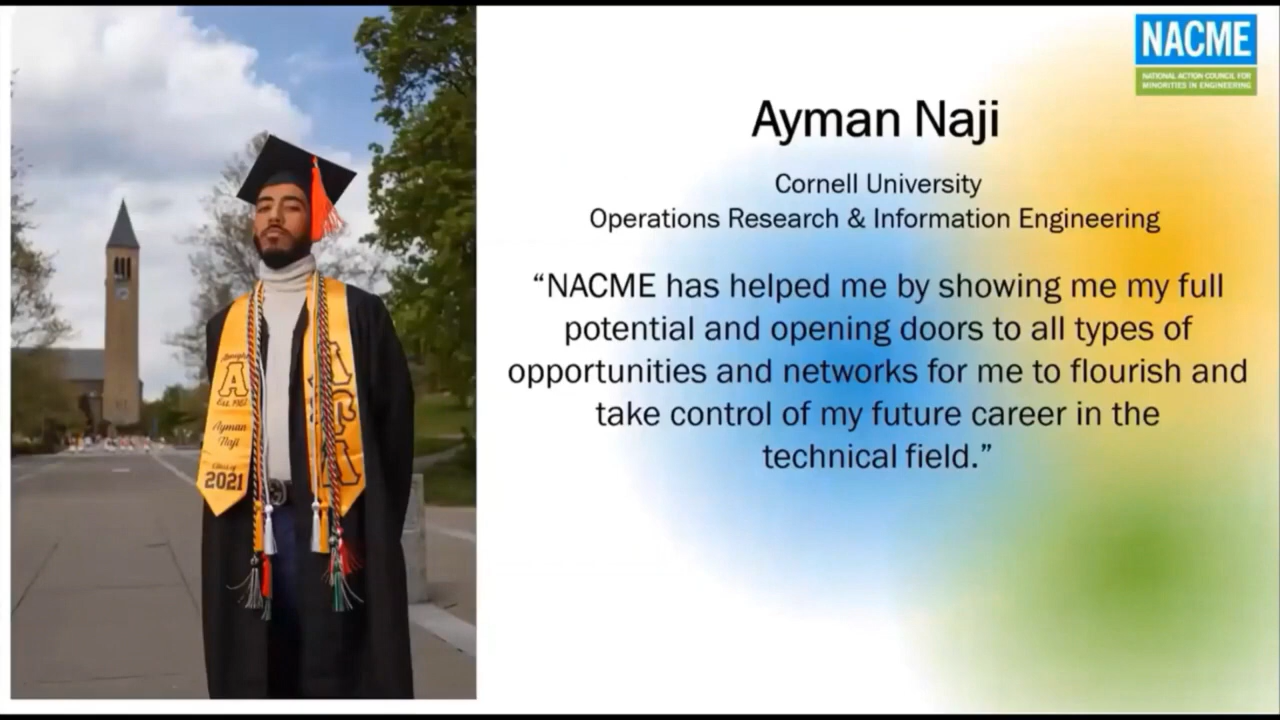 NACME
NATIONAL ACTION COUNCIL FOR
MINORITIES IN ENGINEERING
Ayman Naji
Cornell University
Operations Research & Information Engineering
“NACME has helped me by showing me my full
potential and opening doors to all types of
opportunities and networks for me to flourish and
take control of my future career in the
technical field.”
A
Ayman
Naji
Class of
2021